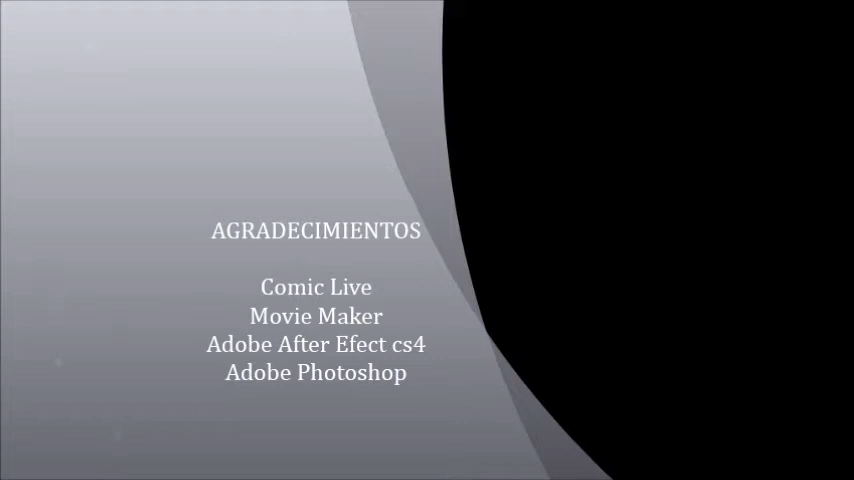 AGRADECIMIENTOS
Comic Live
Movie Maker
Adobe After Efect cs4
Adobe Photoshop